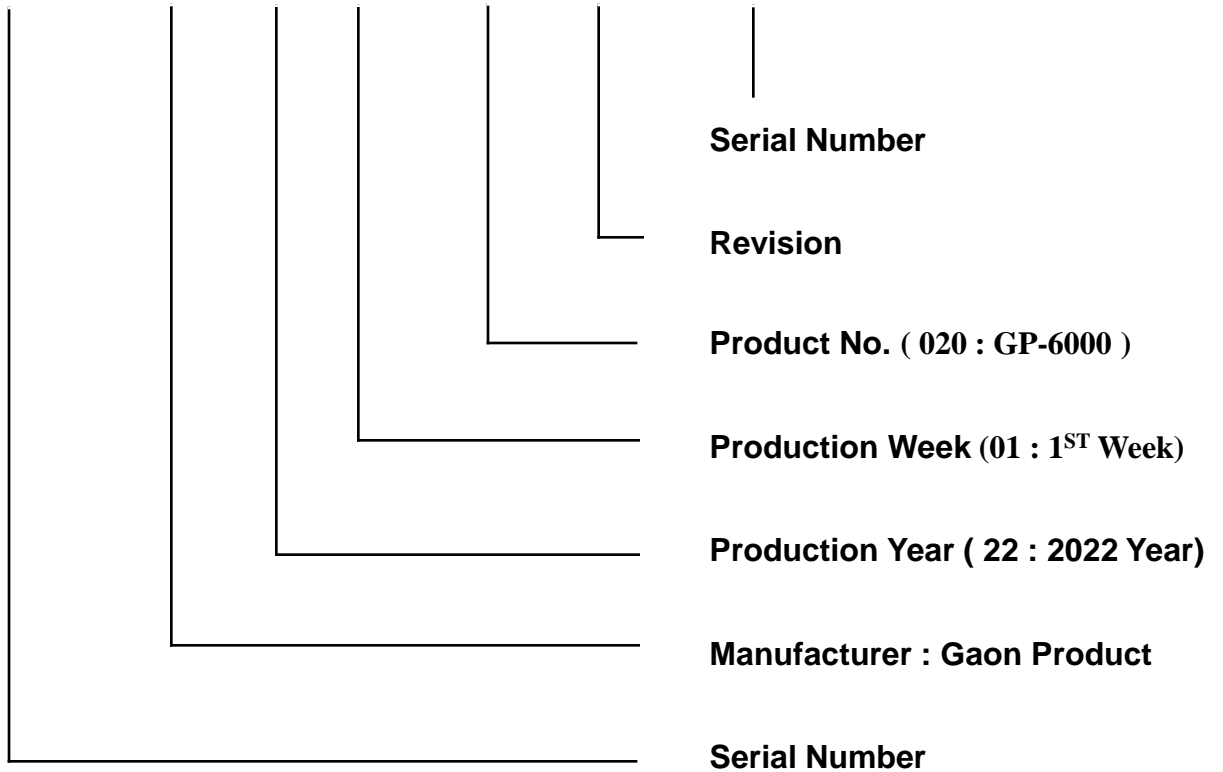 Serial Number
Revision
Product No. ( 020 : GP-6000 )
Production Week (01 : 1ST Week)
Production Year ( 22 : 2022 Year)
Manufacturer : Gaon Product
Serial Number